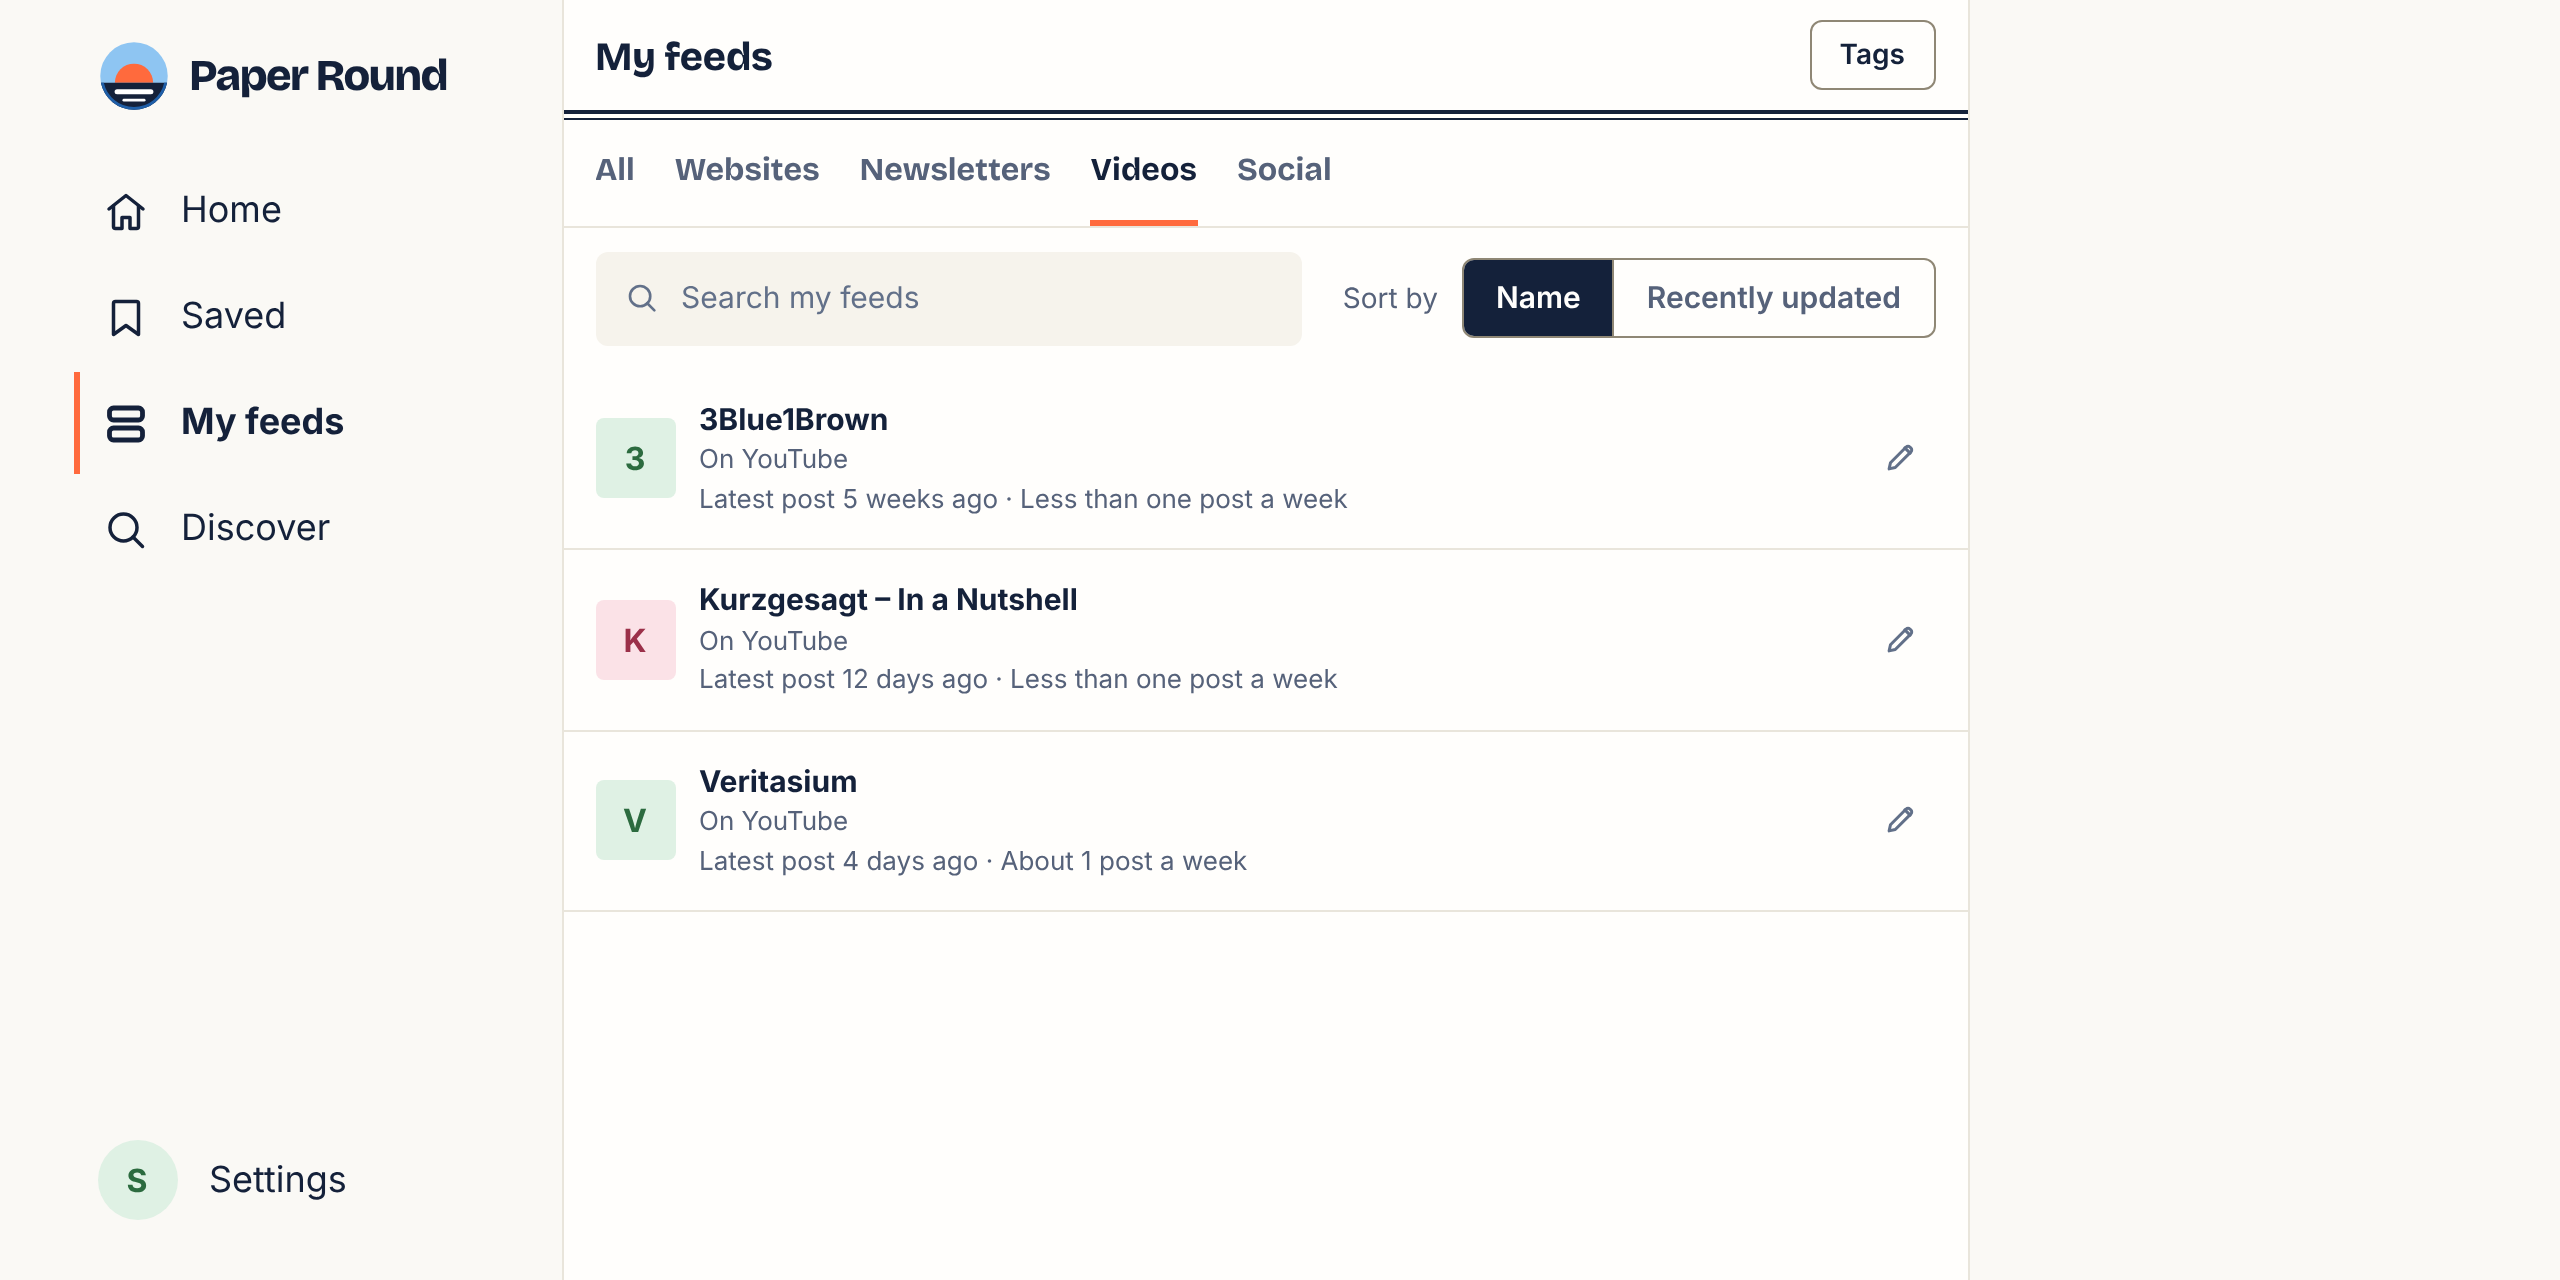 Paper Round
Home
Saved
My feeds
Discover
S
Settings
My feeds
Tags
All
Websites
Newsletters
Videos
Social
Search my feeds
Sort by
Name
Recently updated
3
3Blue1Brown
On YouTube
Latest post 5 weeks ago · Less than one post a week
K
Kurzgesagt – In a Nutshell
On YouTube
Latest post 12 days ago · Less than one post a week
V
Veritasium
On YouTube
Latest post 4 days ago · About 1 post a week